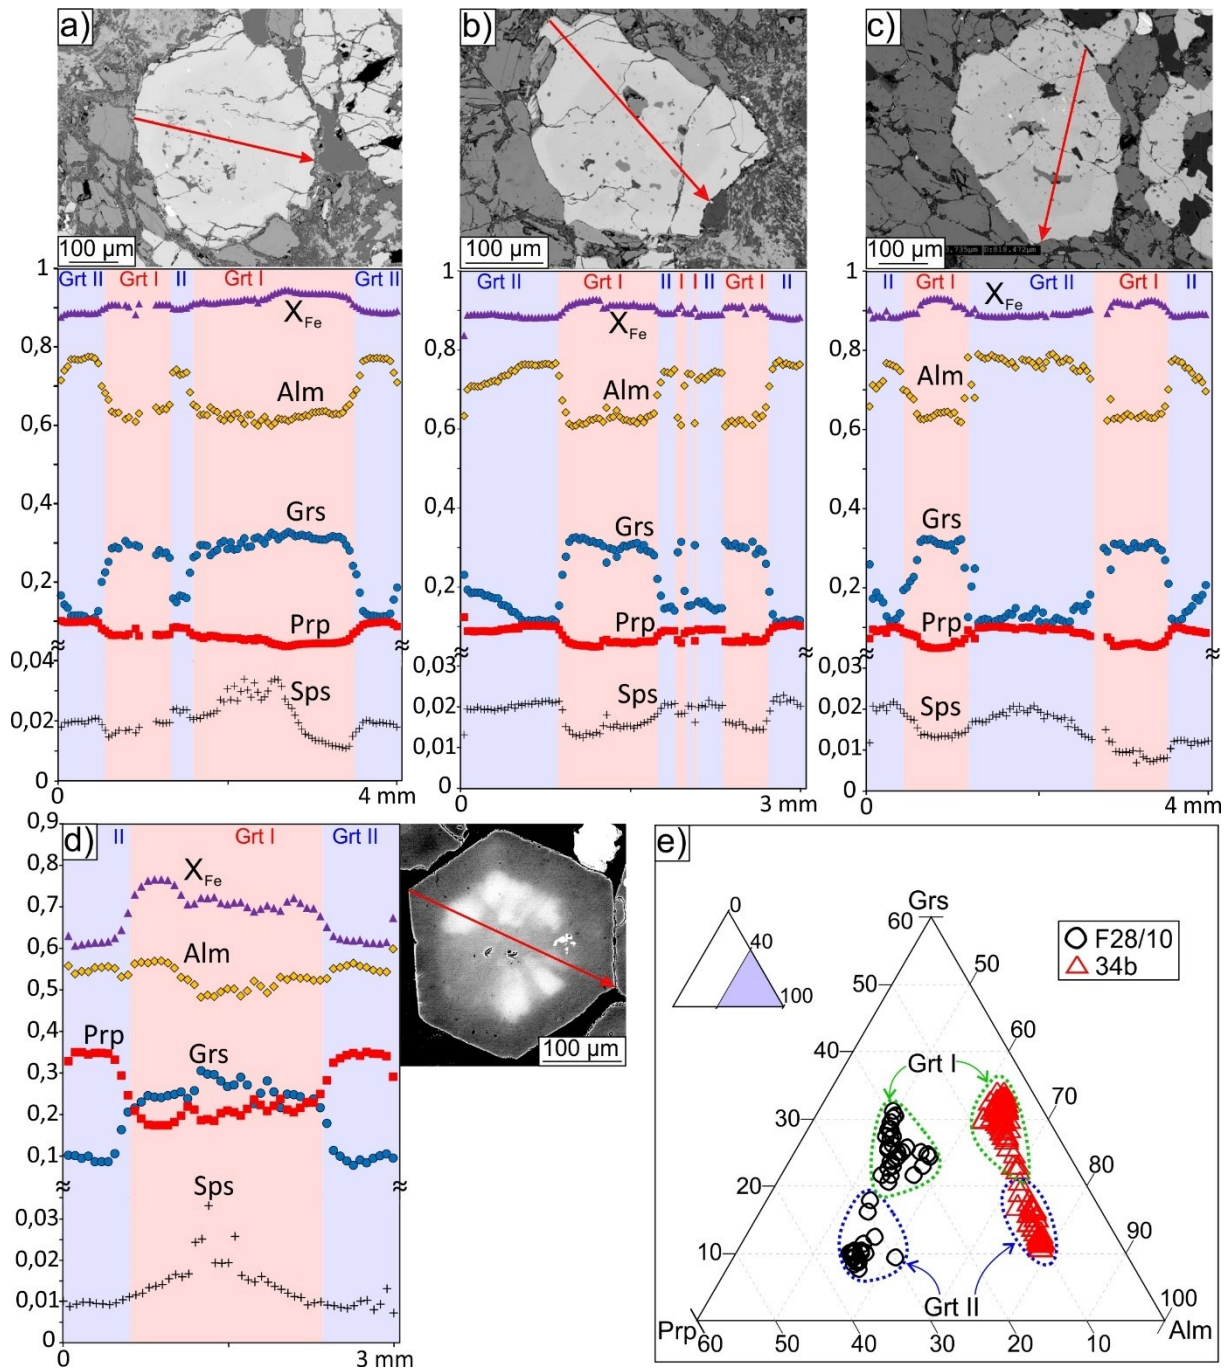 a)
b)
c)
100 µm
100 µm
100 µm
1
Grt II
Grt I
II
Grt I
Grt II
XFe
0,8
Alm
0,6
Grs
0,4
0,2
Prp
0,04
Sps
0,02
0
0
4 mm
1
Grt II
Grt I
II
I
I
II
Grt I
II
XFe
0,8
Alm
0,6
0,4
Grs
0,2
Prp
0,03
Sps
0,02
0,01
0
0
3 mm
1
II
Grt I
Grt II
Grt I
II
XFe
0,8
Alm
0,6
0,4
Grs
0,2
Prp
0,03
Sps
0,02
0,01
0
0
4 mm
0,9
II
d)
Grt I
Grt II
0,8
XFe
0,7
0,6
Alm
0,5
0,4
Prp
Grs
0,3
0,2
0,1
Sps
0,03
0,02
0,01
0
0
3 mm
100 µm
e)
0
40
100
Grs
60
F28/10
34b
50
50
60
40
Grt I
70
30
80
20
90
10
Grt II
100
Prp
60
50
40
30
20
10
Alm